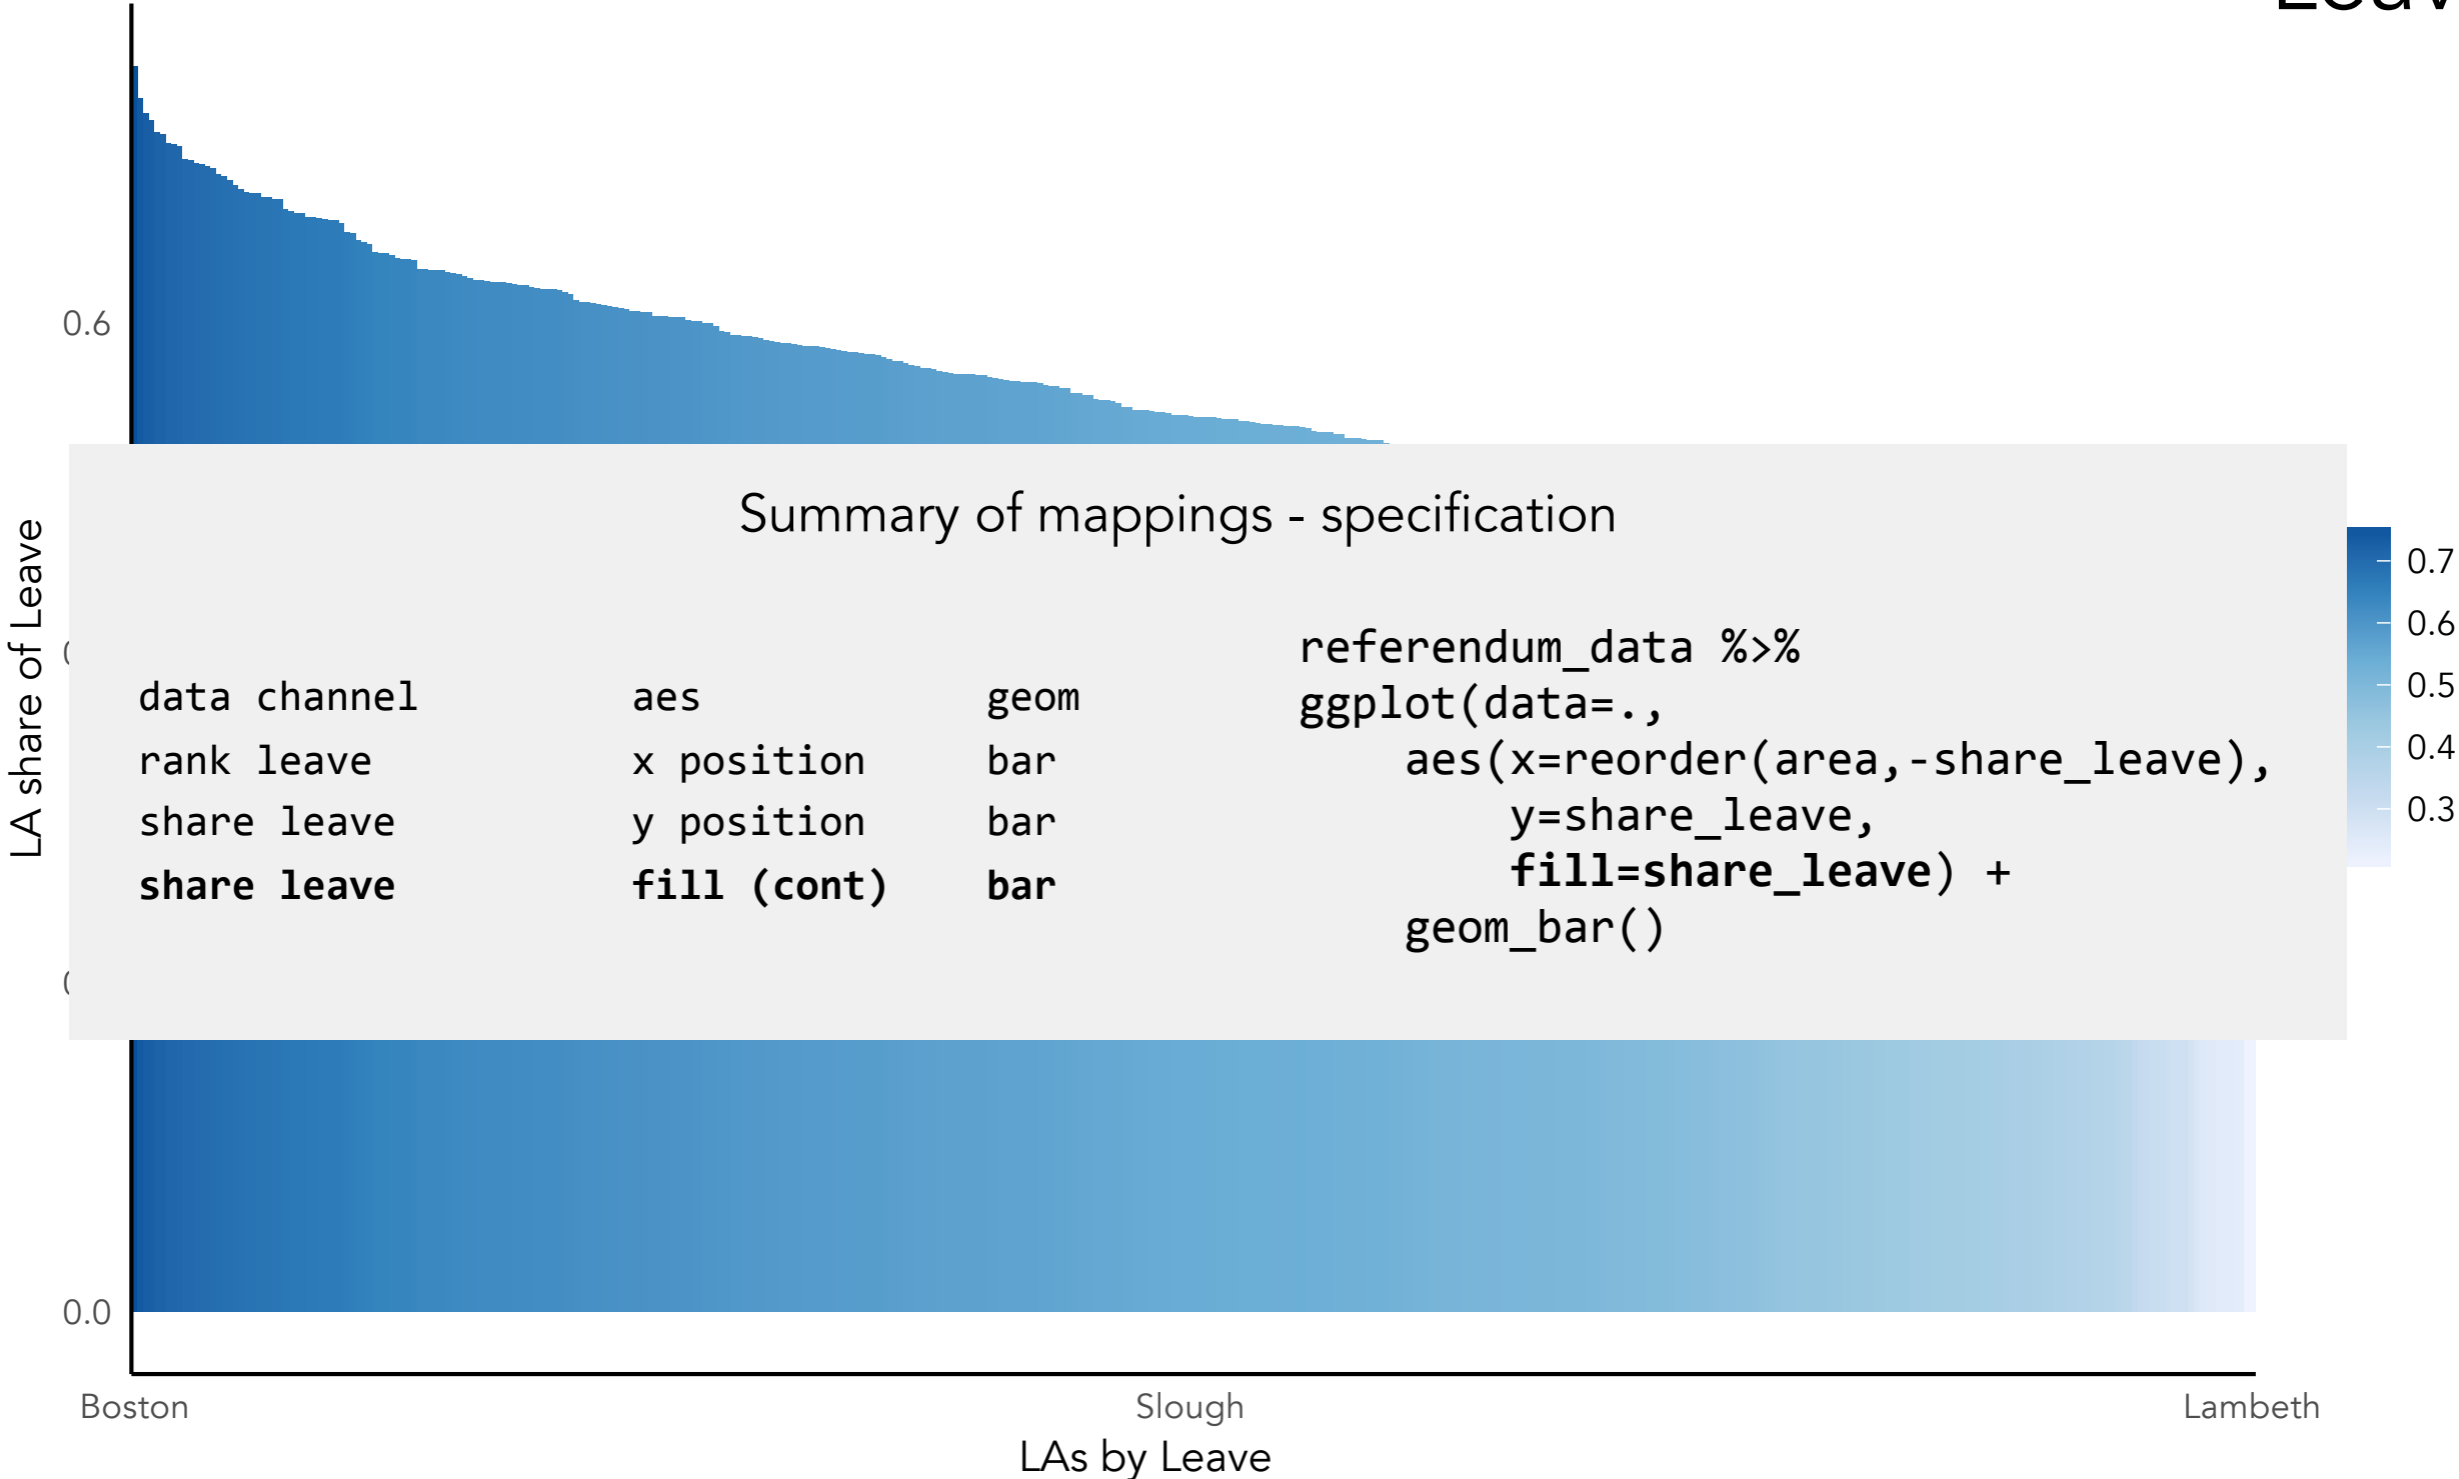 0.6
Summary of mappings - specification
LA share of Leave
0.7
0.6
0.5
0.4
0.3
data channel aes geom
rank leave x position bar
share leave y position bar
share leave fill (cont) bar
referendum_data %>%
ggplot(data=.,
aes(x=reorder(area,-share_leave),
y=share_leave,
fill=share_leave) +
geom_bar()
0.0
Boston Slough Lambeth
LAs by Leave